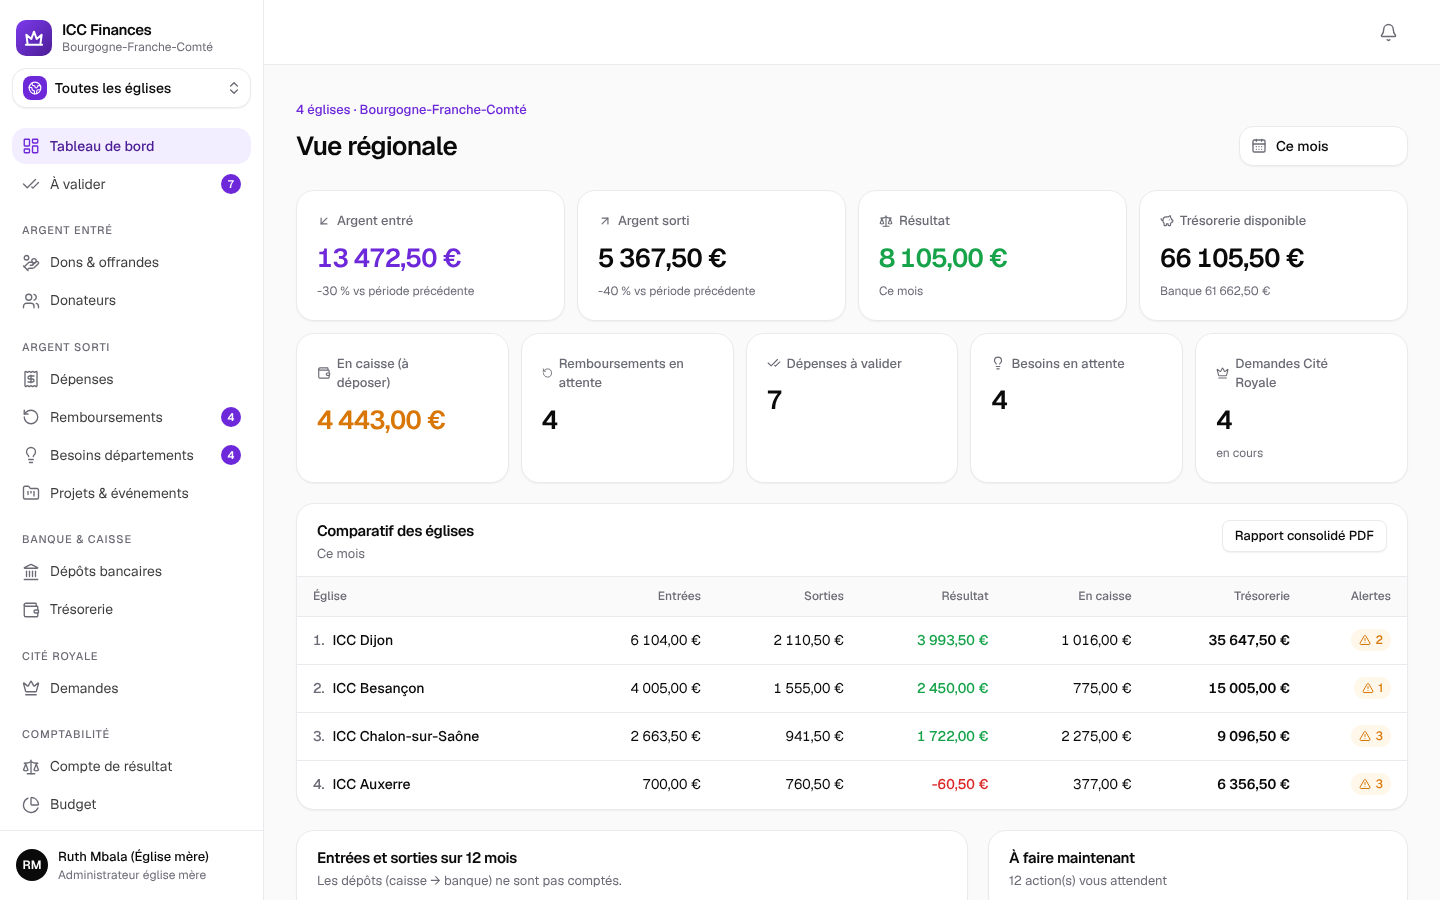 ICC Finances
Bourgogne-Franche-Comté
Toutes les églises
Tableau de bord
À valider 7
ARGENT ENTRÉ
Dons & offrandes
Donateurs
ARGENT SORTI
Dépenses
Remboursements 4
Besoins départements 4
Projets & événements
BANQUE & CAISSE
Dépôts bancaires
Trésorerie
CITÉ ROYALE
Demandes
COMPTABILITÉ
Compte de résultat
Budget
RM
Ruth Mbala (Église mère)
Administrateur église mère
4 églises · Bourgogne-Franche-Comté
Vue régionale
Ce mois
Argent entré
13 472,50 €
-30 % vs période précédente
Argent sorti
5 367,50 €
-40 % vs période précédente
Résultat
8 105,00 €
Ce mois
Trésorerie disponible
66 105,50 €
Banque 61 662,50 €
En caisse (à
déposer)
4 443,00 €
Remboursements en
attente
4
Dépenses à valider
7
Besoins en attente
4
Demandes Cité
Royale
4
en cours
Comparatif des églises
Ce mois
Rapport consolidé PDF
Église Entrées Sorties Résultat En caisse Trésorerie Alertes
1. ICC Dijon 6 104,00 € 2 110,50 € 3 993,50 € 1 016,00 € 35 647,50 € 2
2. ICC Besançon 4 005,00 € 1 555,00 € 2 450,00 € 775,00 € 15 005,00 € 1
3. ICC Chalon-sur-Saône 2 663,50 € 941,50 € 1 722,00 € 2 275,00 € 9 096,50 € 3
4. ICC Auxerre 700,00 € 760,50 € -60,50 € 377,00 € 6 356,50 € 3
Entrées et sorties sur 12 mois
Les dépôts (caisse → banque) ne sont pas comptés.
À faire maintenant
12 action(s) vous attendent